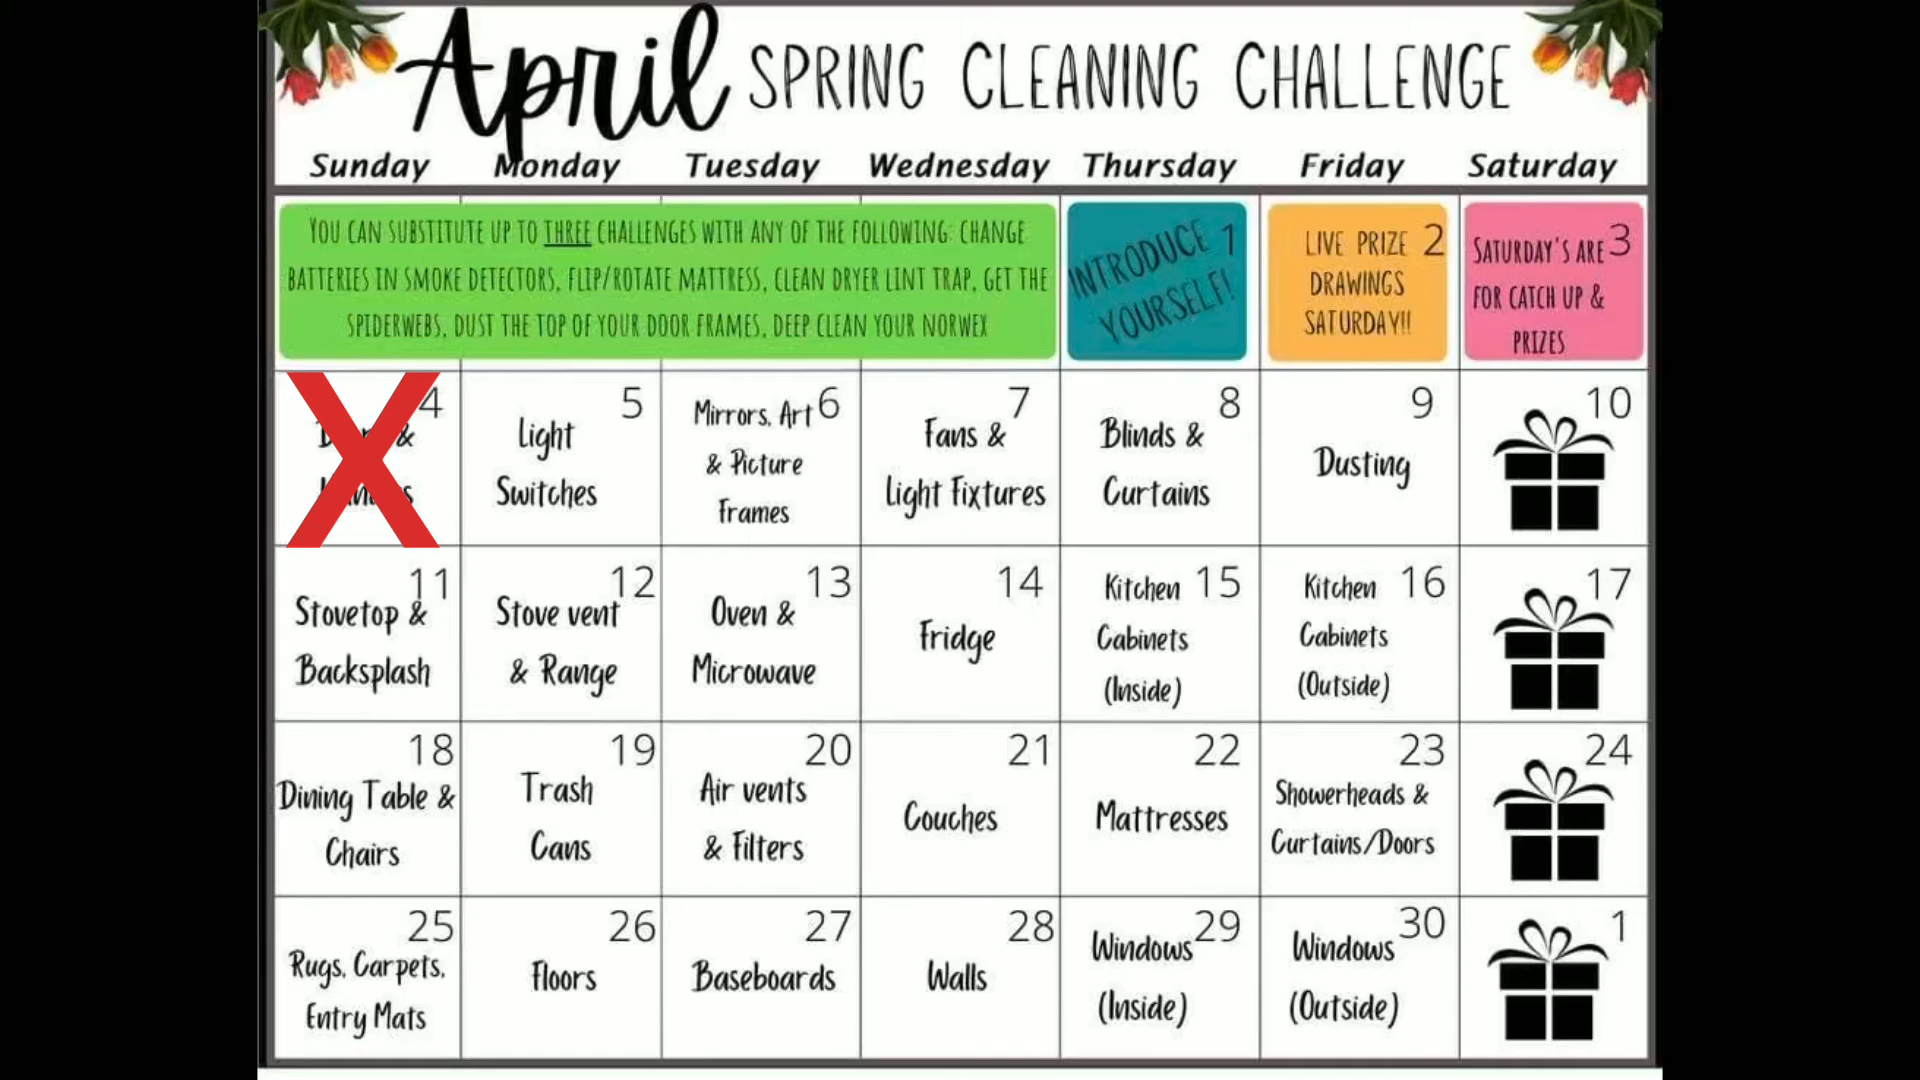 April SPRING CLEANING CHALLENGE
Sunday Monday Tuesday Wednesday Thursday Friday Saturday
YOU CAN SUBSTITUTE UP TO THREE CHALLENGES WITH ANY OF THE FOLLOWING: CHANGE
BATTERIES IN SMOKE DETECTORS, FLIP/ROTATE MATTRESS, CLEAN DRYER LINT TRAP, GET THE
SPIDERWEBS, DUST THE TOP OF YOUR DOOR FRAMES, DEEP CLEAN YOUR NORWEX
INTRODUCE 1
YOURSELF!
LIVE PRIZE 2
DRAWINGS
SATURDAY!!
SATURDAY'S ARE 3
FOR CATCH UP &
PRIZES
4
&
5
Light
Switches
Mirrors, Art 6
& Picture
Frames
7
Fans &
Light Fixtures
8
Blinds &
Curtains
9
Dusting
10
11
Stovetop &
Backsplash
12
Stove vent
& Range
13
Oven &
Microwave
14
Fridge
Kitchen 15
Cabinets
(Inside)
Kitchen 16
Cabinets
(Outside)
17
18
Dining Table &
Chairs
19
Trash
Cans
20
Air vents
& Filters
21
Couches
22
Mattresses
23
Showerheads &
Curtains/Doors
24
25
Rugs, Carpets,
Entry Mats
26
Floors
27
Baseboards
28
Walls
29
Windows
(Inside)
30
Windows
(Outside)
1